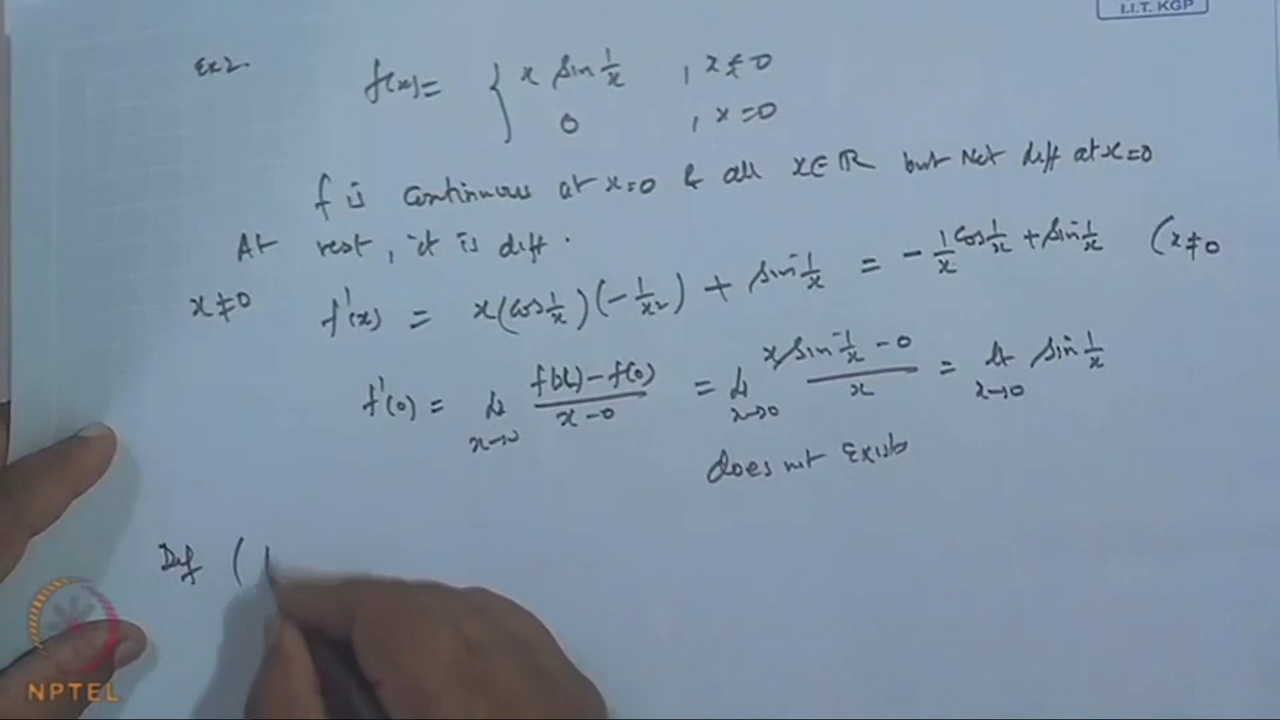 I.I.T. KGP
Ex2. f(x) = { x sin 1/x , x ≠ 0
0 , x = 0
f is continuous at x=0 & all x ∈ ℝ but not diff at x=0
At rest, it is diff.
x ≠ 0 f'(x) = x(cos 1/x)(-1/x²) + sin 1/x = - 1/x cos 1/x + sin 1/x (x ≠ 0
f'(0) = lt x→0 (f(x) - f(0))/(x - 0) = lt x→0 (x sin 1/x - 0)/x = lt x→0 sin 1/x
does not exist
Def (
NPTEL